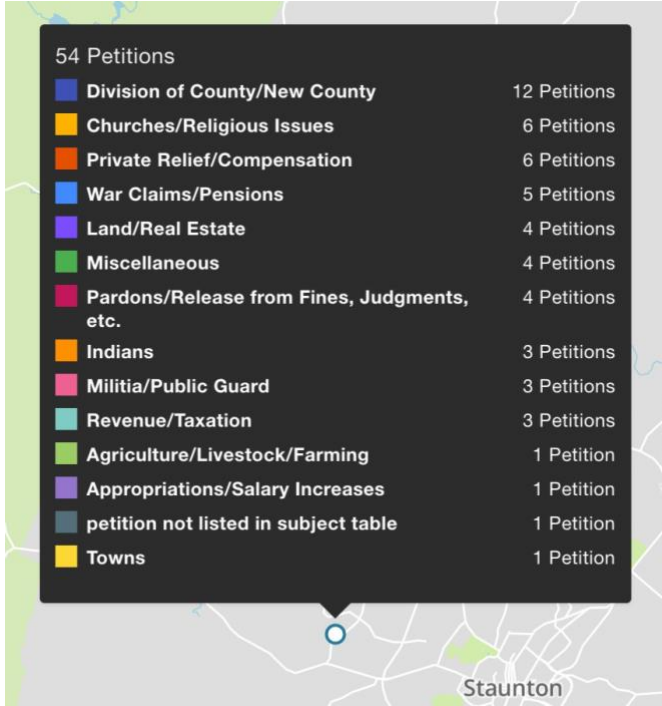 54 Petitions
Division of County/New County 12 Petitions
Churches/Religious Issues 6 Petitions
Private Relief/Compensation 6 Petitions
War Claims/Pensions 5 Petitions
Land/Real Estate 4 Petitions
Miscellaneous 4 Petitions
Pardons/Release from Fines, Judgments, 4 Petitions
etc.
Indians 3 Petitions
Militia/Public Guard 3 Petitions
Revenue/Taxation 3 Petitions
Agriculture/Livestock/Farming 1 Petition
Appropriations/Salary Increases 1 Petition
petition not listed in subject table 1 Petition
Towns 1 Petition
Staunton